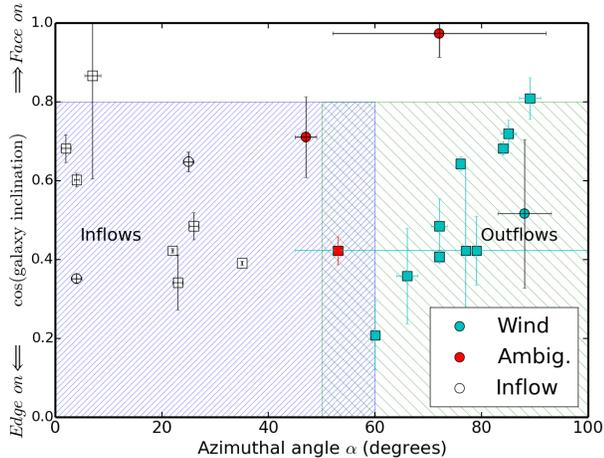 1.0
0.8
0.6
0.4
0.2
0.0
Edge on ⇐ cos(galaxy inclination) ⇒ Face on
Inflows
Outflows
Wind
Ambig.
Inflow
0 20 40 60 80 100
Azimuthal angle α (degrees)